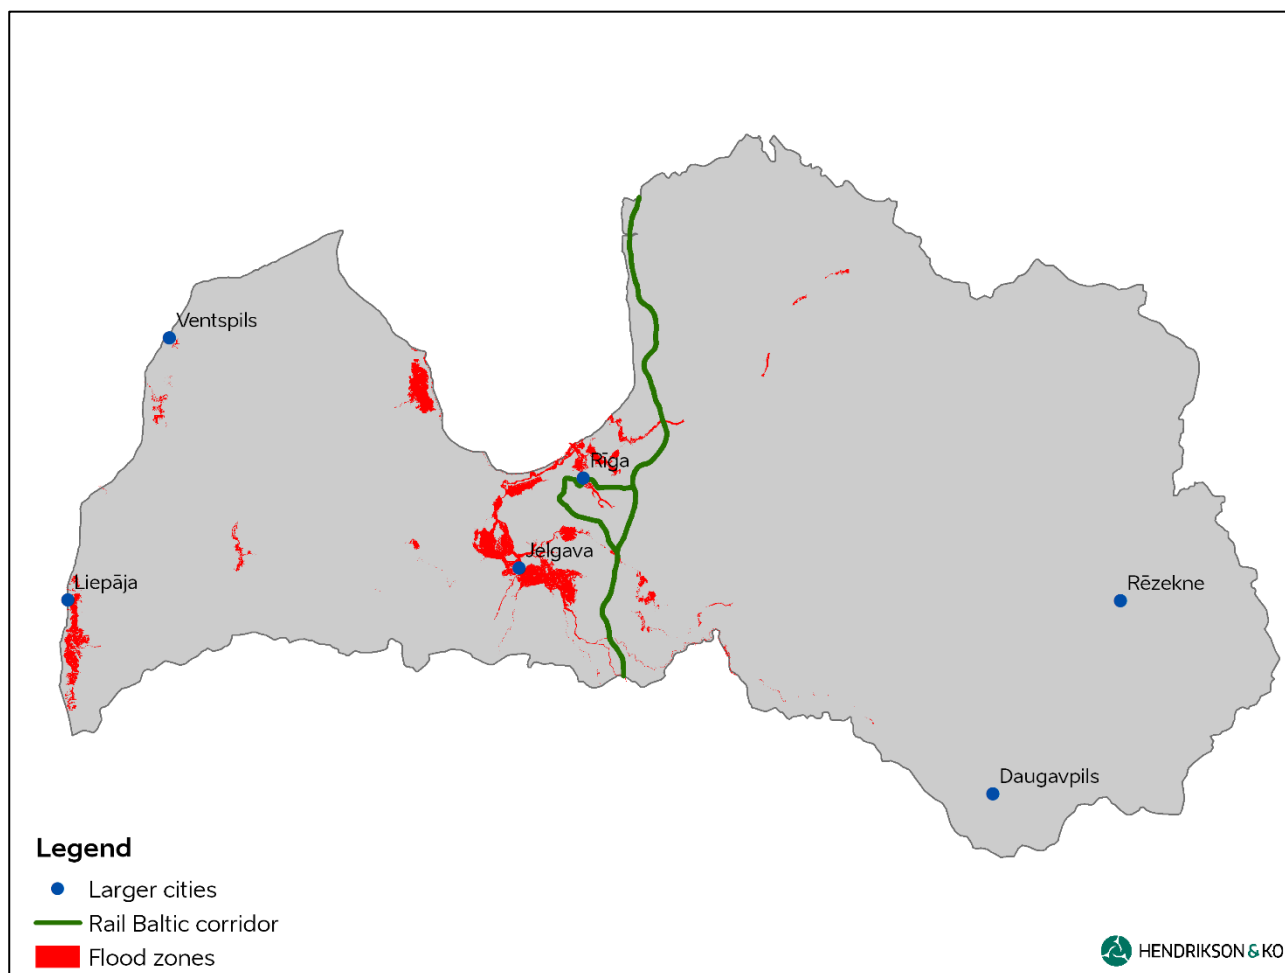 Ventspils
Rīga
Jelgava
Liepāja
Rēzekne
Daugavpils
Legend
Larger cities
Rail Baltic corridor
Flood zones
HENDRIKSON & KO